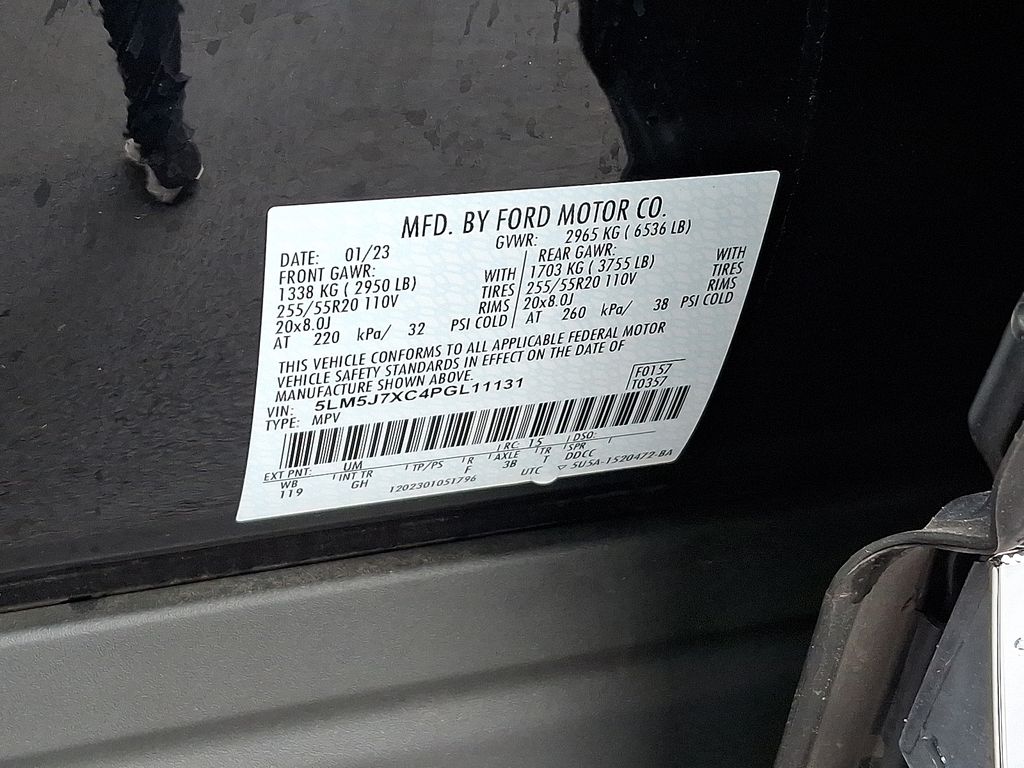 MFD. BY FORD MOTOR CO.
DATE: 01/23 GVWR: 2965 KG ( 6536 LB)
FRONT GAWR: REAR GAWR:
1338 KG ( 2950 LB) WITH 1703 KG ( 3755 LB) WITH
255/55R20 110V TIRES 255/55R20 110V TIRES
20x8.0J RIMS 20x8.0J RIMS
AT 220 kPa/ 32 PSI COLD AT 260 kPa/ 38 PSI COLD
THIS VEHICLE CONFORMS TO ALL APPLICABLE FEDERAL MOTOR
VEHICLE SAFETY STANDARDS IN EFFECT ON THE DATE OF
MANUFACTURE SHOWN ABOVE.
VIN: 5LM5J7XC4PGL11131 F0157
TYPE: MPV T0357
EXT PNT: UM RC: 15 DSO
WB INT TR TP/PS R AXLE TR SPR
119 GH F 3B T DDCC
1202301051796 UTC ▽ 5U5A-1520472-BA